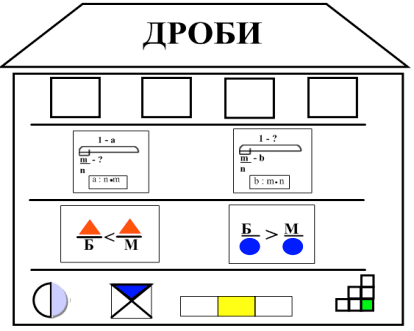 ДРОБИ
1 - a
m - ?
n
a : n•m
1 - ?
m - b
n
b : m•n
<
Б М
Б > М